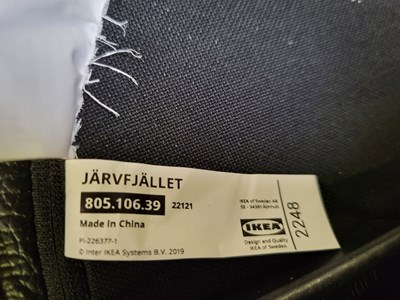 JÄRVFJÄLLET
805.106.39 22121
Made in China
PI-226377-1
© Inter IKEA Systems B.V. 2019
IKEA of Sweden AB
SE - 34381 Älmhult
IKEA
Design and Quality
IKEA of Sweden
2248